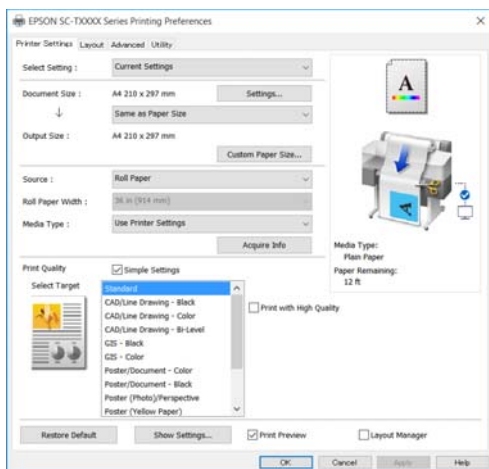 EPSON SC-TXXXX Series Printing Preferences
Printer Settings Layout Advanced Utility
Select Setting : Current Settings
Document Size : A4 210 x 297 mm Settings...
Same as Paper Size
Output Size : A4 210 x 297 mm
Custom Paper Size...
Source : Roll Paper
Roll Paper Width : 36 in (914 mm)
Media Type : Use Printer Settings
Acquire Info
A
Media Type:
Plain Paper
Paper Remaining:
12 ft
Print Quality Simple Settings
Select Target
Standard
CAD/Line Drawing - Black
CAD/Line Drawing - Color
CAD/Line Drawing - Bi-Level
GIS - Black
GIS - Color
Poster/Document - Color
Poster/Document - Black
Poster (Photo)/Perspective
Poster (Yellow Paper)
Print with High Quality
Restore Default Show Settings... Print Preview Layout Manager
OK Cancel Apply Help